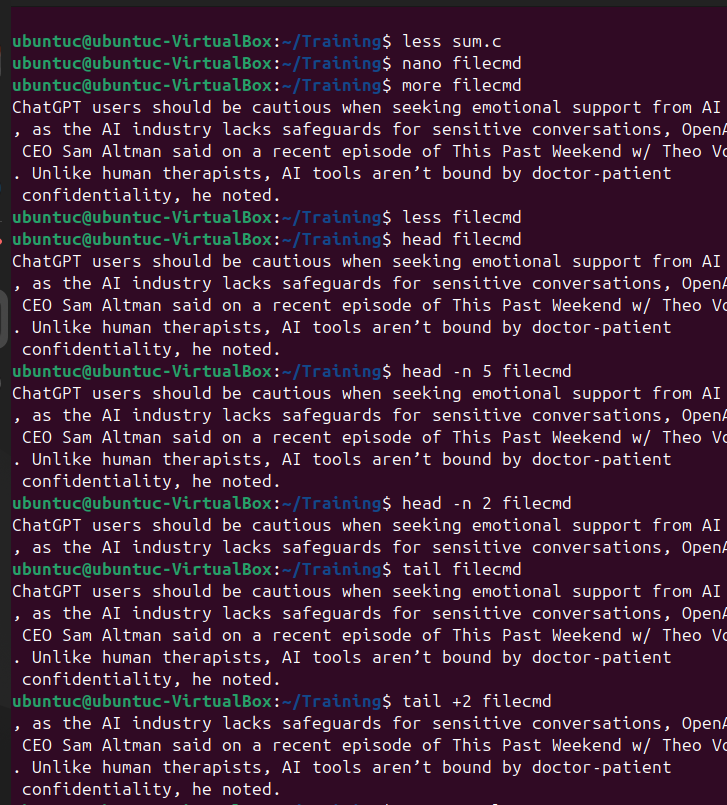 ubuntuc@ubuntuc-VirtualBox:~/Training$ less sum.c
ubuntuc@ubuntuc-VirtualBox:~/Training$ nano filecmd
ubuntuc@ubuntuc-VirtualBox:~/Training$ more filecmd
ChatGPT users should be cautious when seeking emotional support from AI
, as the AI industry lacks safeguards for sensitive conversations, OpenA
 CEO Sam Altman said on a recent episode of This Past Weekend w/ Theo Vo
. Unlike human therapists, AI tools aren’t bound by doctor-patient
 confidentiality, he noted.
ubuntuc@ubuntuc-VirtualBox:~/Training$ less filecmd
ubuntuc@ubuntuc-VirtualBox:~/Training$ head filecmd
ChatGPT users should be cautious when seeking emotional support from AI
, as the AI industry lacks safeguards for sensitive conversations, OpenA
 CEO Sam Altman said on a recent episode of This Past Weekend w/ Theo Vo
. Unlike human therapists, AI tools aren’t bound by doctor-patient
 confidentiality, he noted.
ubuntuc@ubuntuc-VirtualBox:~/Training$ head -n 5 filecmd
ChatGPT users should be cautious when seeking emotional support from AI
, as the AI industry lacks safeguards for sensitive conversations, OpenA
 CEO Sam Altman said on a recent episode of This Past Weekend w/ Theo Vo
. Unlike human therapists, AI tools aren’t bound by doctor-patient
 confidentiality, he noted.
ubuntuc@ubuntuc-VirtualBox:~/Training$ head -n 2 filecmd
ChatGPT users should be cautious when seeking emotional support from AI
, as the AI industry lacks safeguards for sensitive conversations, OpenA
ubuntuc@ubuntuc-VirtualBox:~/Training$ tail filecmd
ChatGPT users should be cautious when seeking emotional support from AI
, as the AI industry lacks safeguards for sensitive conversations, OpenA
 CEO Sam Altman said on a recent episode of This Past Weekend w/ Theo Vo
. Unlike human therapists, AI tools aren’t bound by doctor-patient
 confidentiality, he noted.
ubuntuc@ubuntuc-VirtualBox:~/Training$ tail +2 filecmd
, as the AI industry lacks safeguards for sensitive conversations, OpenA
 CEO Sam Altman said on a recent episode of This Past Weekend w/ Theo Vo
. Unlike human therapists, AI tools aren’t bound by doctor-patient
 confidentiality, he noted.